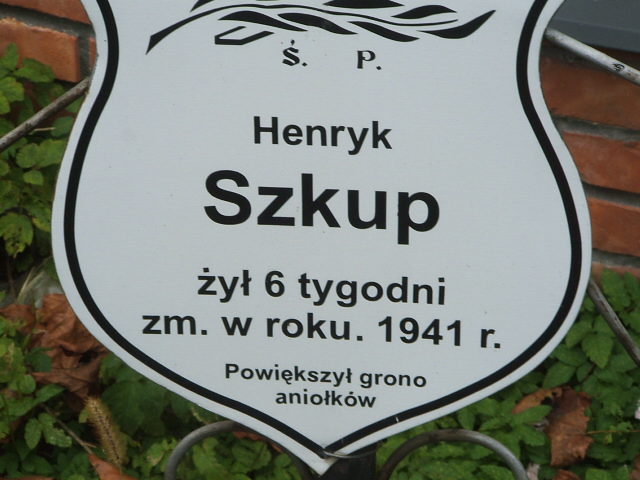 Ś. P.
Henryk
Szkup
żył 6 tygodni
zm. w roku. 1941 r.
Powiększył grono
aniołków